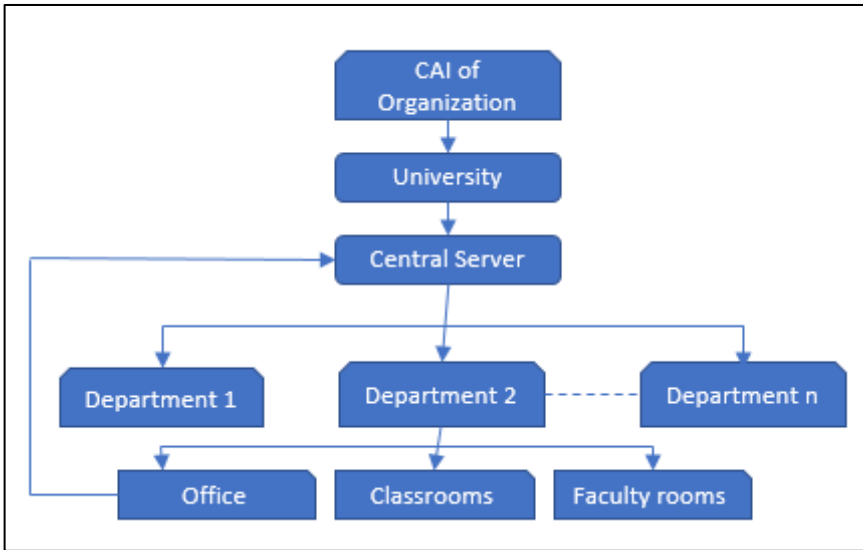 CAI of
Organization
University
Central Server
Department 1
Department 2
Department n
Office
Classrooms
Faculty rooms